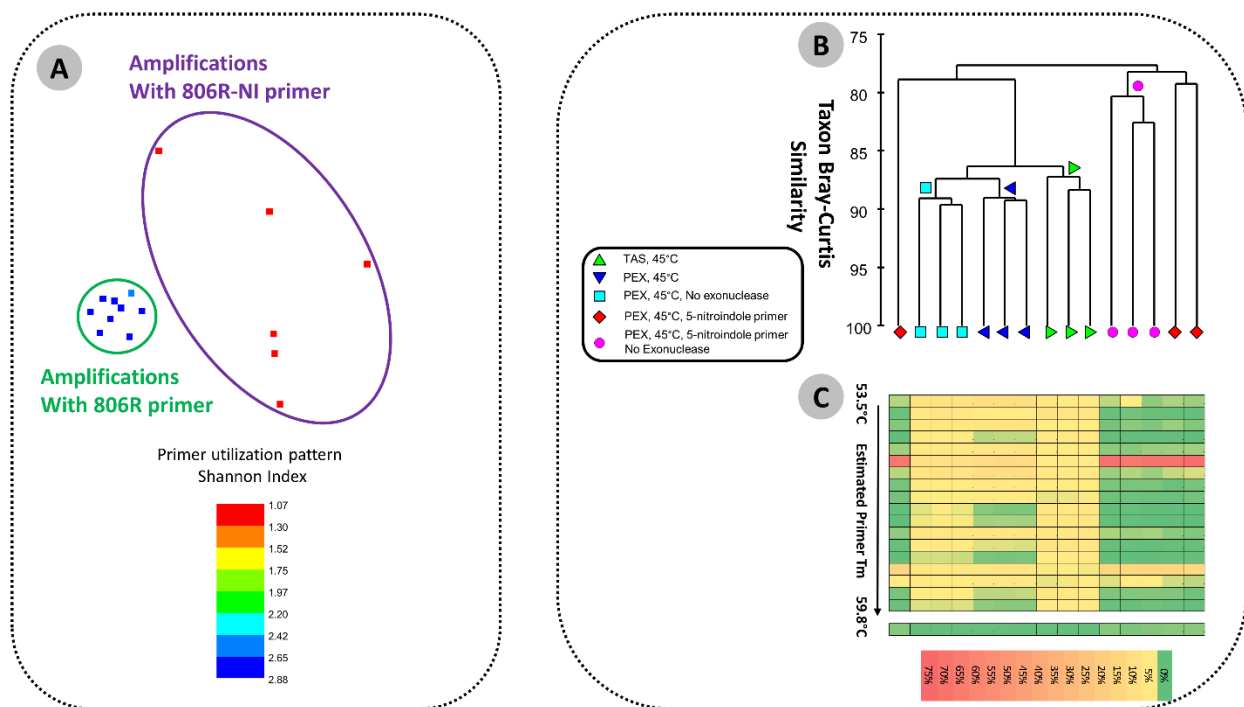 A
Amplifications
With 806R-NI primer
Amplifications
With 806R primer
Primer utilization pattern
Shannon Index
1.07
1.30
1.52
1.75
1.97
2.20
2.42
2.65
2.88
B
Taxon Bray-Curtis
Similarity
75
80
85
90
95
100
TAS, 45°C
PEX, 45°C
PEX, 45°C, No exonuclease
PEX, 45°C, 5-nitroindole primer
PEX, 45°C, 5-nitroindole primer
No Exonuclease
C
53.5°C
Estimated Primer Tm
59.8°C
75%
70%
65%
60%
55%
50%
45%
40%
35%
30%
25%
20%
15%
10%
5%
0%